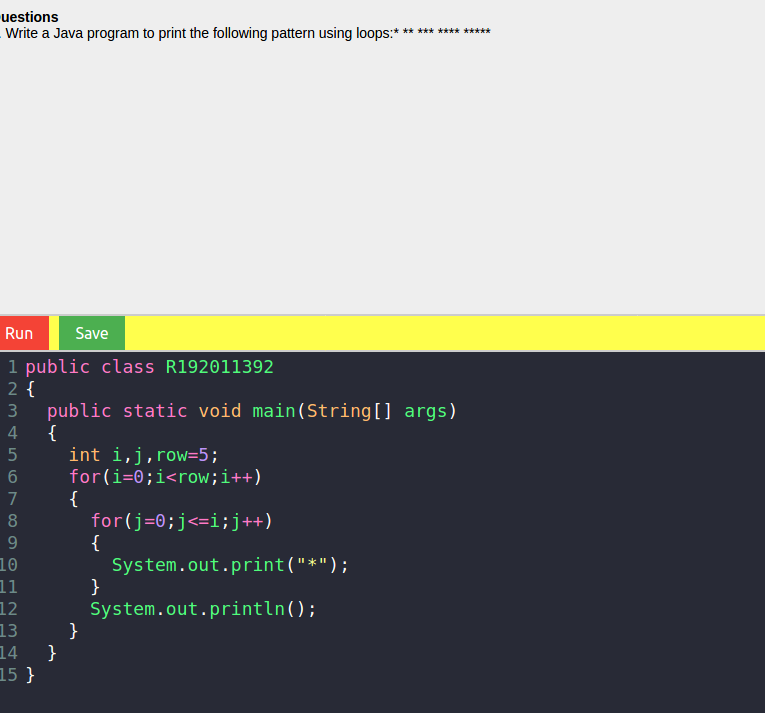 uestions
. Write a Java program to print the following pattern using loops:* ** *** **** *****
Run Save
1 public class R192011392
2 {
3   public static void main(String[] args)
4   {
5     int i,j,row=5;
6     for(i=0;i<row;i++)
7     {
8       for(j=0;j<=i;j++)
9       {
10         System.out.print("*");
11       }
12       System.out.println();
13     }
14   }
15 }